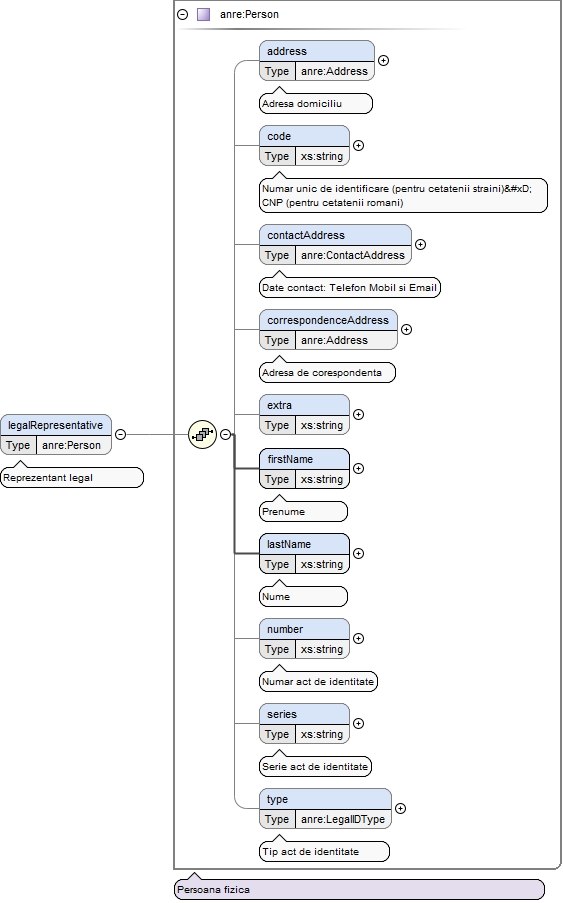 anre:Person
address
Type anre:Address
Adresa domiciliu
code
Type xs:string
Numar unic de identificare (pentru cetatenii straini)&#xD;
CNP (pentru cetatenii romani)
contactAddress
Type anre:ContactAddress
Date contact: Telefon Mobil si Email
correspondenceAddress
Type anre:Address
Adresa de corespondenta
extra
Type xs:string
legalRepresentative
Type anre:Person
Reprezentant legal
firstName
Type xs:string
Prenume
lastName
Type xs:string
Nume
number
Type xs:string
Numar act de identitate
series
Type xs:string
Serie act de identitate
type
Type anre:LegalIDType
Tip act de identitate
Persoana fizica